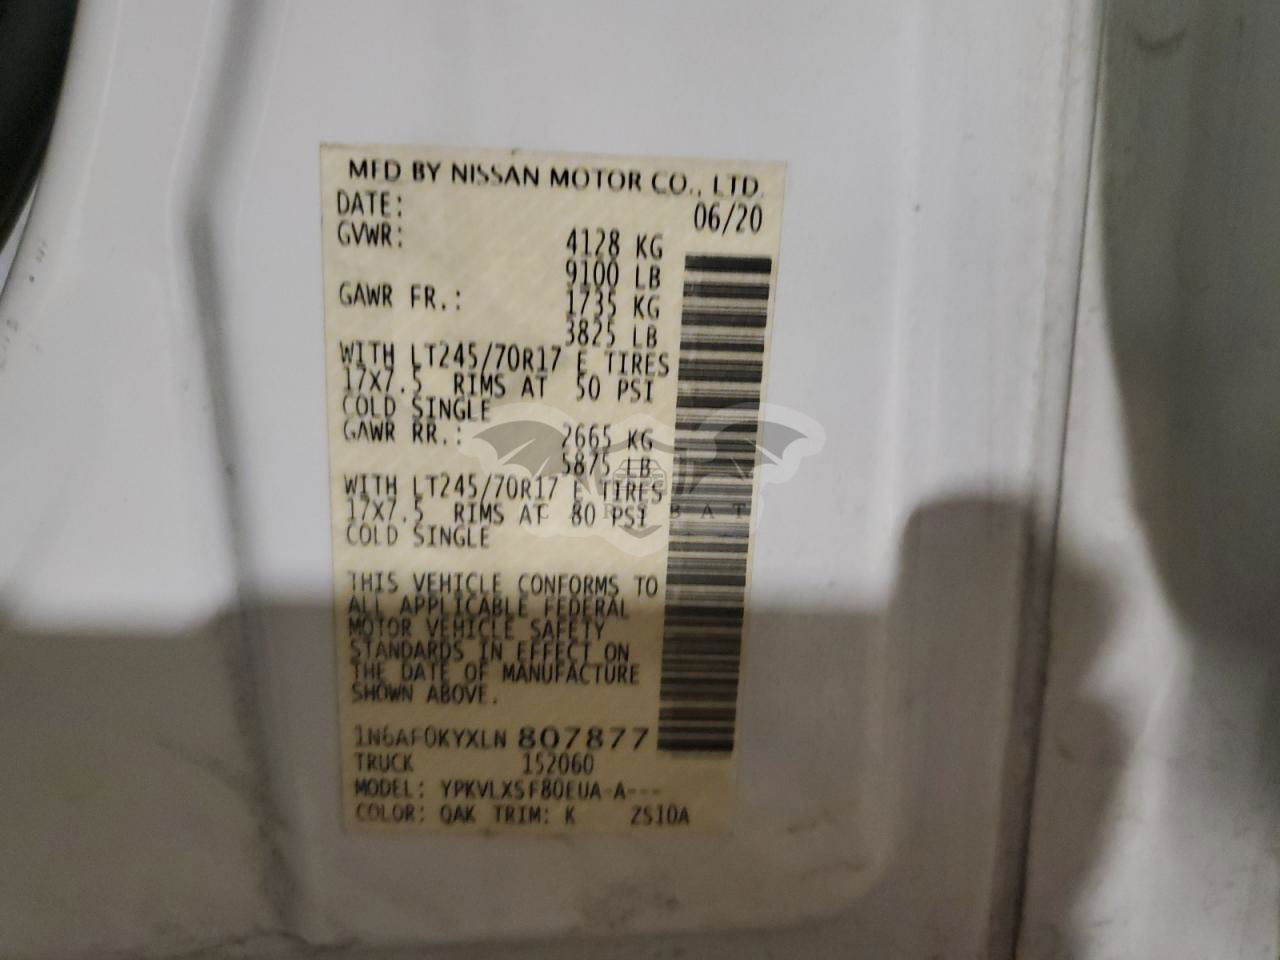 MFD BY NISSAN MOTOR CO., LTD.
DATE: 06/20
GVWR: 4128 KG
9100 LB
GAWR FR.: 1735 KG
3825 LB
WITH LT245/70R17 E TIRES
17X7.5 RIMS AT 50 PSI
COLD SINGLE
GAWR RR.: 2665 KG
5875 LB
WITH LT245/70R17 E TIRES
17X7.5 RIMS AT 80 PSI
COLD SINGLE
CARSBAT
THIS VEHICLE CONFORMS TO
ALL APPLICABLE FEDERAL
MOTOR VEHICLE SAFETY
STANDARDS IN EFFECT ON
THE DATE OF MANUFACTURE
SHOWN ABOVE.
1N6AF0KYXLN 807877
TRUCK 152060
MODEL: YPKVLXSF80EUA-A---
COLOR: QAK TRIM: K ZS10A